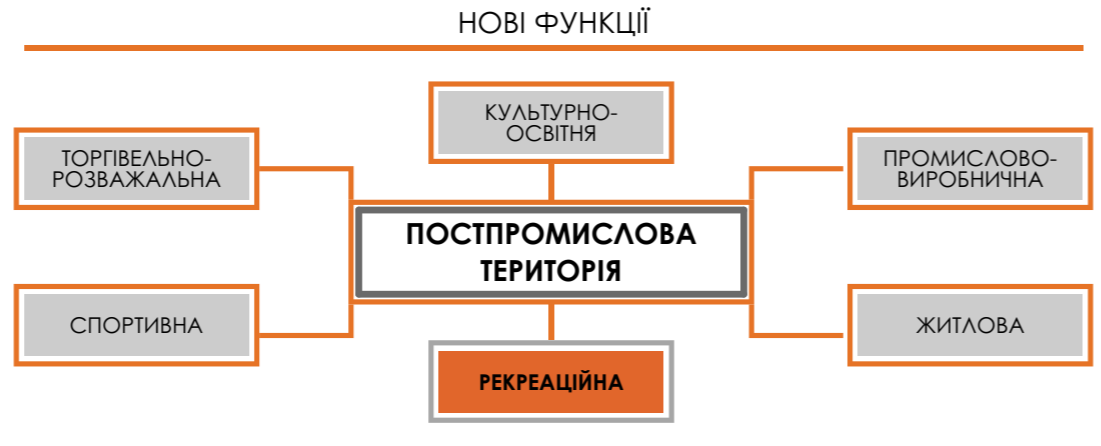 НОВІ ФУНКЦІЇ
КУЛЬТУРНО-
ОСВІТНЯ
ТОРГІВЕЛЬНО-
РОЗВАЖАЛЬНА
ПРОМИСЛОВО-
ВИРОБНИЧНА
ПОСТПРОМИСЛОВА
ТЕРИТОРІЯ
СПОРТИВНА
ЖИТЛОВА
РЕКРЕАЦІЙНА